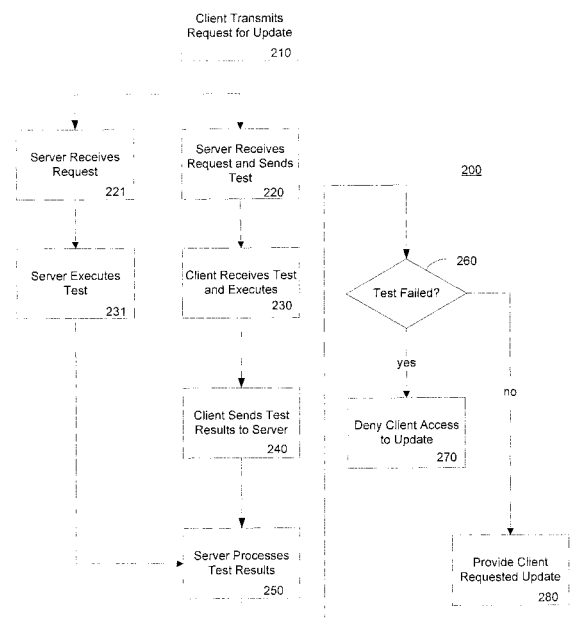 Client Transmits
Request for Update
210
Server Receives
Request
221
Server Receives
Request and Sends
Test
220
200
Server Executes
Test
231
Client Receives Test
and Executes
230
260
Test Failed?
yes
no
Client Sends Test
Results to Server
240
Deny Client Access
to Update
270
Server Processes
Test Results
250
Provide Client
Requested Update
280